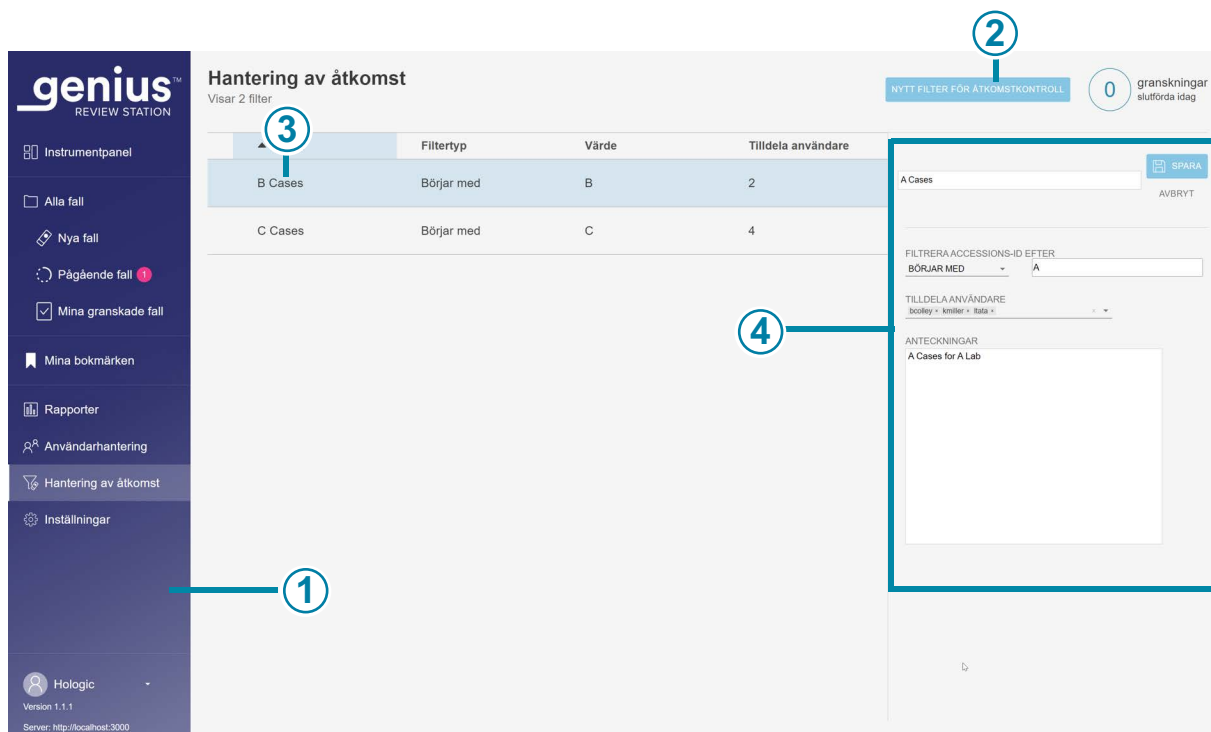 2
genius™
REVIEW STATION
Instrumentpanel
Alla fall
Nya fall
Pågående fall 1
Mina granskade fall
Mina bokmärken
Rapporter
Användarhantering
Hantering av åtkomst
Inställningar
1
Hologic
Version 1.1.1
Server: http://localhost:3000
Hantering av åtkomst
Visar 2 filter
NYTT FILTER FÖR ÅTKOMSTKONTROLL
0 granskningar
slutförda idag
3
Filtertyp Värde Tilldela användare
B Cases Börjar med B 2
C Cases Börjar med C 4
4
SPARA
A Cases
AVBRYT
FILTRERA ACCESSIONS-ID EFTER
BÖRJAR MED A
TILLDELA ANVÄNDARE
bcolley × kmiller × ltata ×
ANTECKNINGAR
A Cases for A Lab